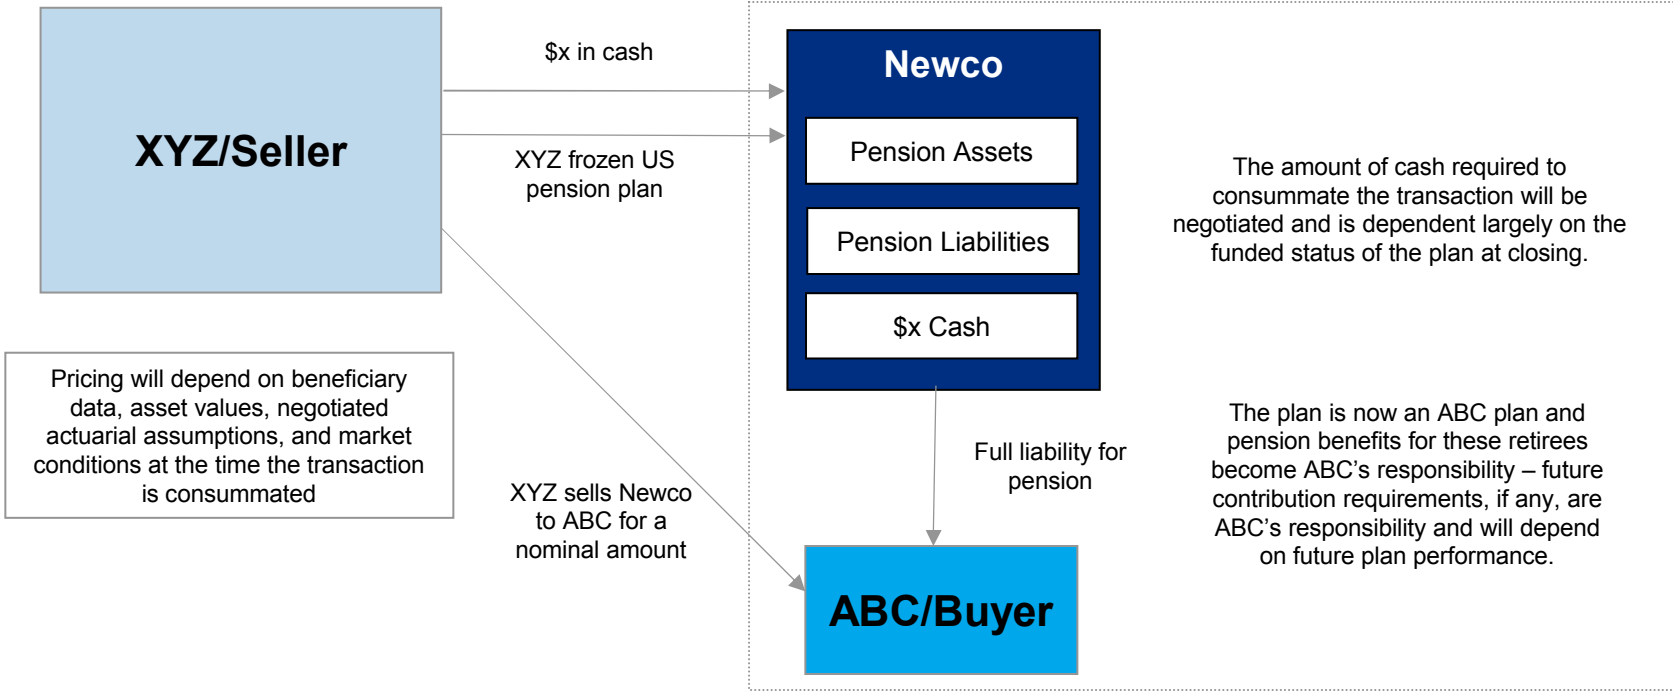 $x in cash
Newco
XYZ/Seller
Pension Assets
XYZ frozen US
pension plan
The amount of cash required to
consummate the transaction will be
negotiated and is dependent largely on the
funded status of the plan at closing.
Pension Liabilities
$x Cash
Pricing will depend on beneficiary
data, asset values, negotiated
actuarial assumptions, and market
conditions at the time the transaction
is consummated
The plan is now an ABC plan and
pension benefits for these retirees
become ABC’s responsibility – future
contribution requirements, if any, are
ABC’s responsibility and will depend
on future plan performance.
Full liability for
pension
XYZ sells Newco
to ABC for a
nominal amount
ABC/Buyer